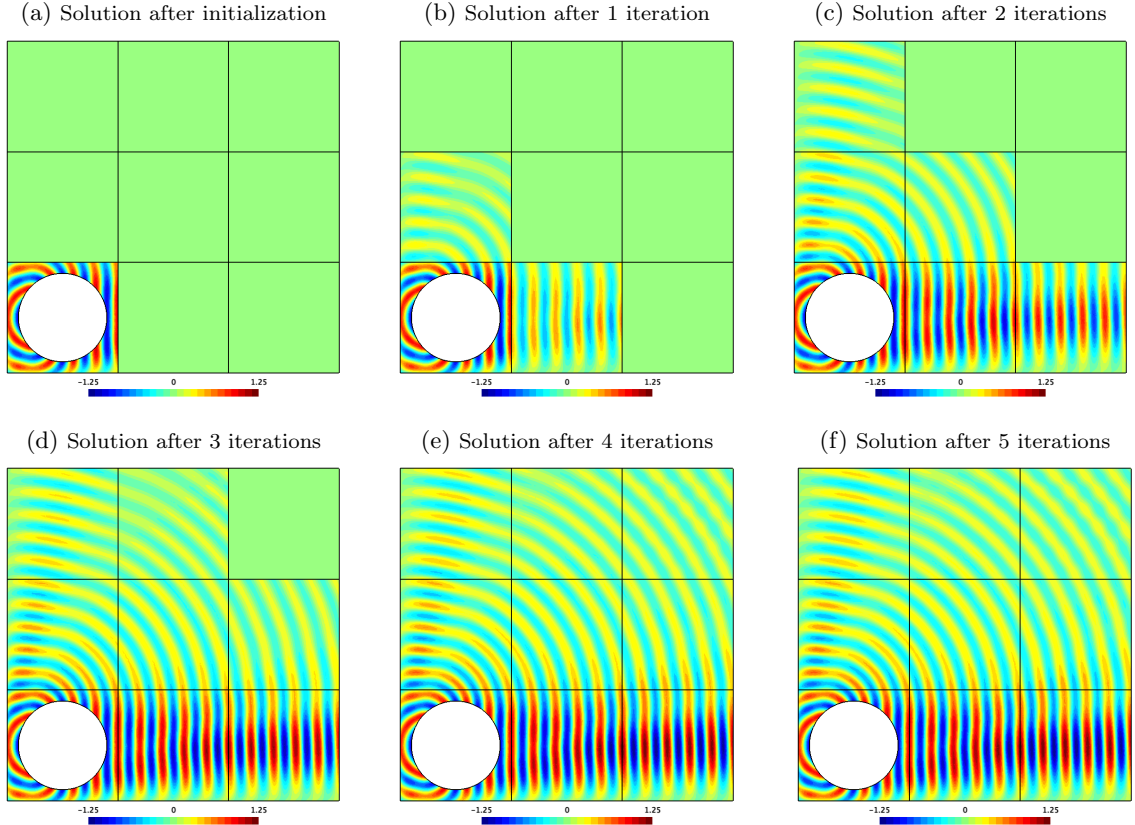 (a) Solution after initialization
(b) Solution after 1 iteration
(c) Solution after 2 iterations
−1.25 0 1.25
−1.25 0 1.25
−1.25 0 1.25
(d) Solution after 3 iterations
(e) Solution after 4 iterations
(f) Solution after 5 iterations
−1.25 0 1.25
−1.25 0 1.25
−1.25 0 1.25